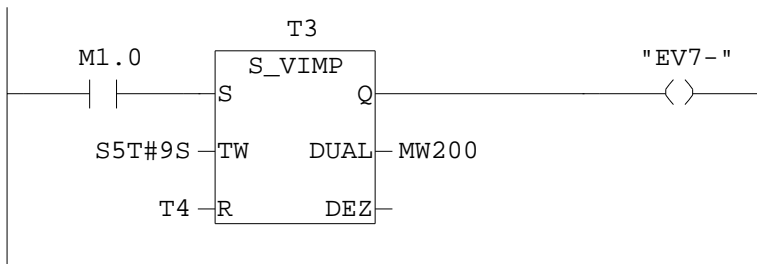 T3
M1.0
S_VIMP
"EV7-"
S
Q
S5T#9S
TW
DUAL
MW200
T4
R
DEZ